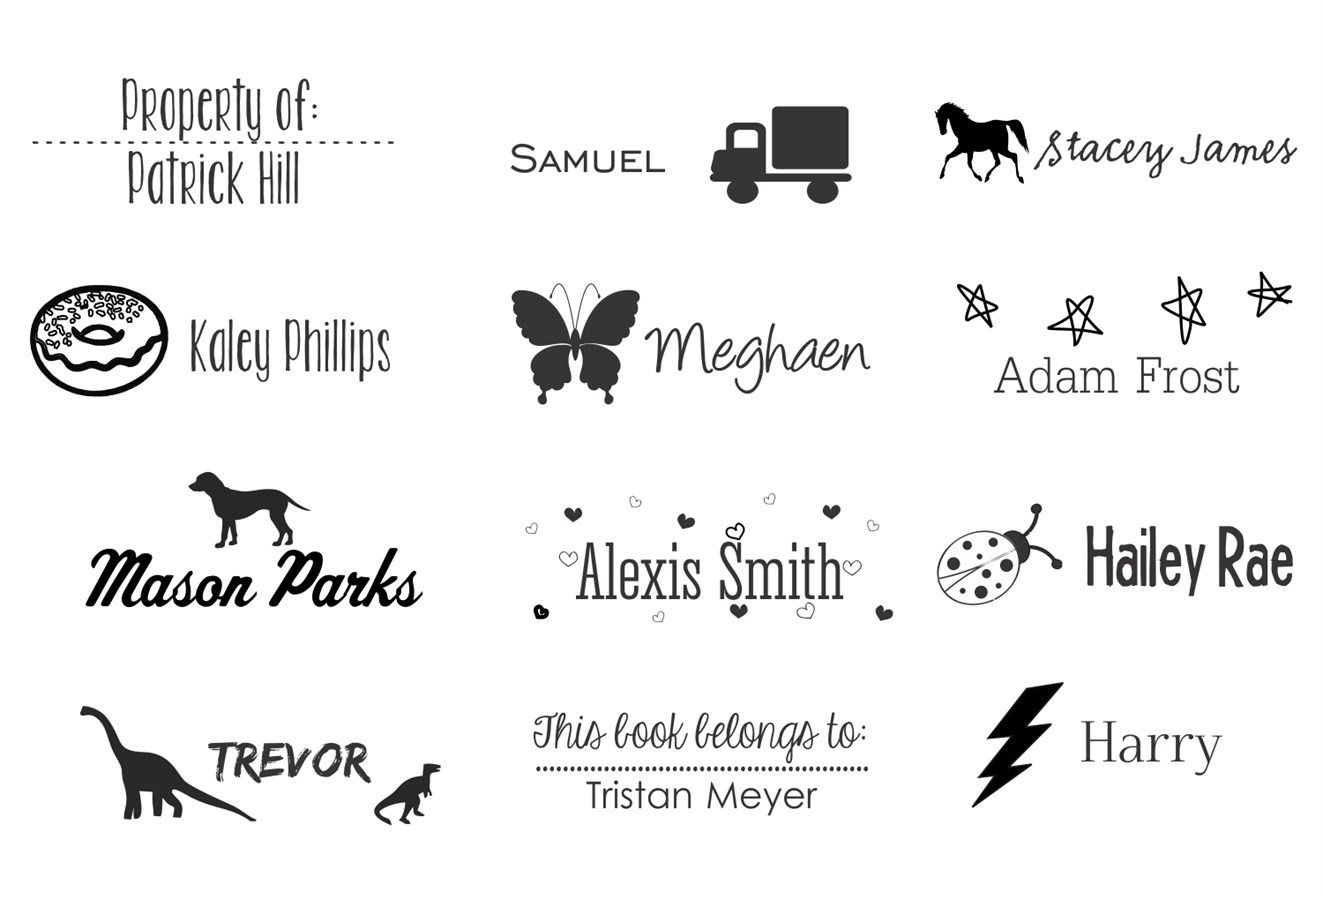 Property of:
Patrick Hill
SAMUEL
Stacey James
Kaley Phillips
Meghaen
Adam Frost
Mason Parks
Alexis Smith
Hailey Rae
TREVOR
This book belongs to:
Tristan Meyer
Harry